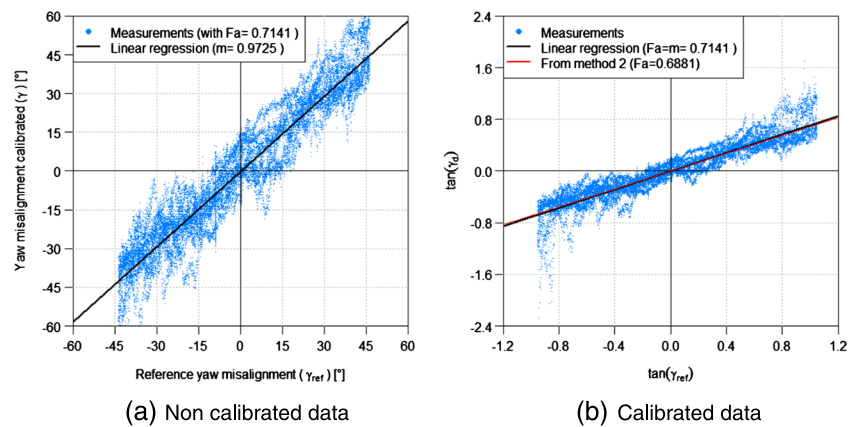 Measurements (with Fa= 0.7141 )
Linear regression (m= 0.9725 )
Yaw misalignment calibrated (γ) [°]
60
45
30
15
0
-15
-30
-45
-60
-60 -45 -30 -15 0 15 30 45 60
Reference yaw misalignment ( γref ) [°]
(a) Non calibrated data
Measurements
Linear regression (Fa=m= 0.7141 )
From method 2 (Fa=0.6881)
tan(γd)
2.4
1.6
0.8
0.0
-0.8
-1.6
-2.4
-1.2 -0.8 -0.4 0.0 0.4 0.8 1.2
tan(γref)
(b) Calibrated data